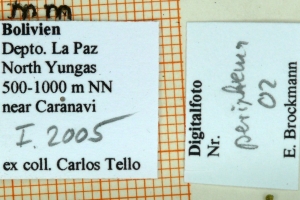 mm
Bolivien
Depto. La Paz
North Yungas
500-1000 m NN
near Caranavi
I. 2005
ex coll. Carlos Tello
Digitalfoto
Nr.
02
E. Brockmann